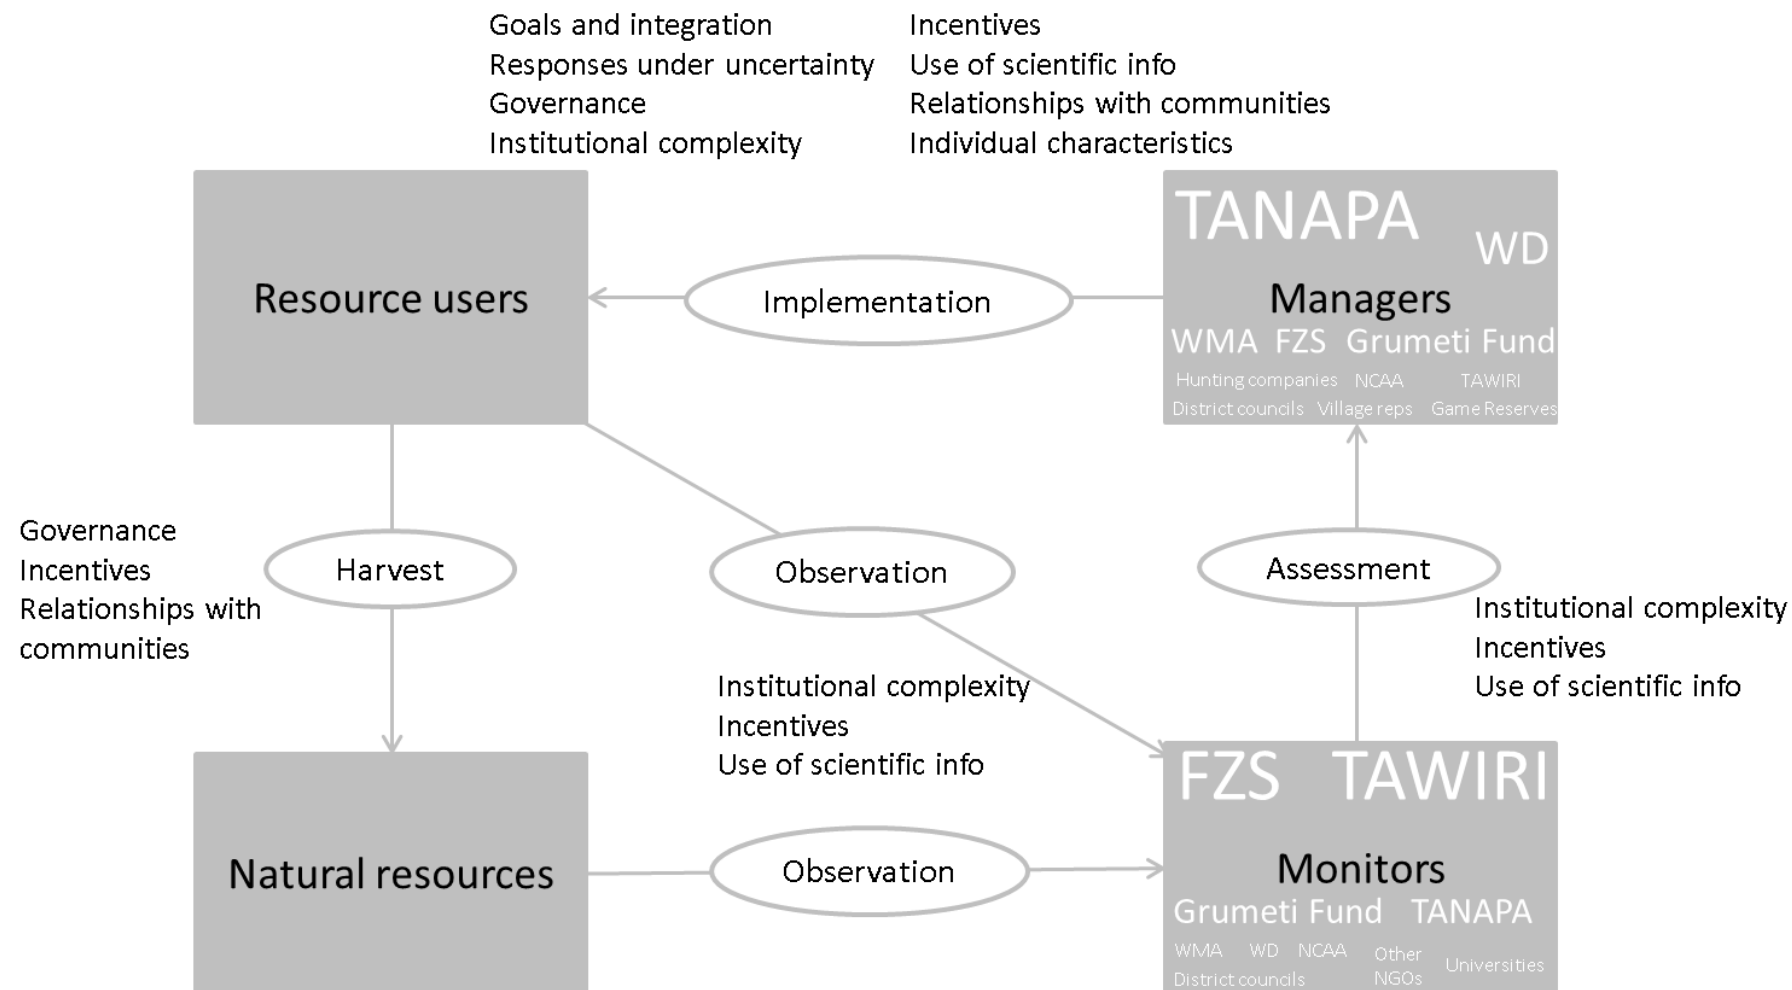 Goals and integration
Responses under uncertainty
Governance
Institutional complexity
Incentives
Use of scientific info
Relationships with communities
Individual characteristics
Resource users
Implementation
TANAPA
WD
Managers
WMA FZS Grumeti Fund
Hunting companies NCAA TAWIRI
District councils Village reps Game Reserves
Governance
Incentives
Relationships with
communities
Harvest
Observation
Assessment
Institutional complexity
Incentives
Use of scientific info
Institutional complexity
Incentives
Use of scientific info
Natural resources
Observation
FZS TAWIRI
Monitors
Grumeti Fund TANAPA
WMA WD NCAA
District councils
Other
NGOs
Universities